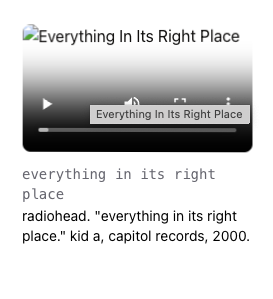 Everything In Its Right Place
Everything In Its Right Place
everything in its right
place
radiohead. "everything in its right
place." kid a, capitol records, 2000.